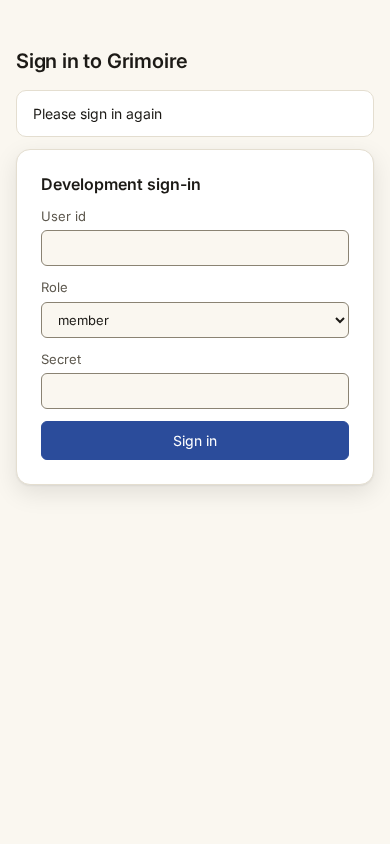 Sign in to Grimoire
Please sign in again
Development sign-in
User id
Role
member
Secret
Sign in